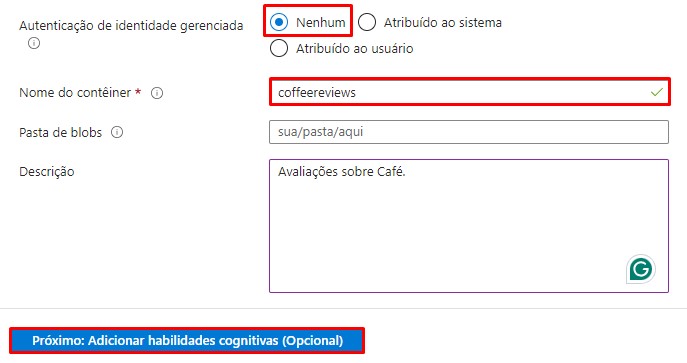 Autenticação de identidade gerenciada
Nenhum
Atribuído ao sistema
Atribuído ao usuário
Nome do contêiner *
coffeereviews
Pasta de blobs
sua/pasta/aqui
Descrição
Avaliações sobre Café.
Próximo: Adicionar habilidades cognitivas (Opcional)